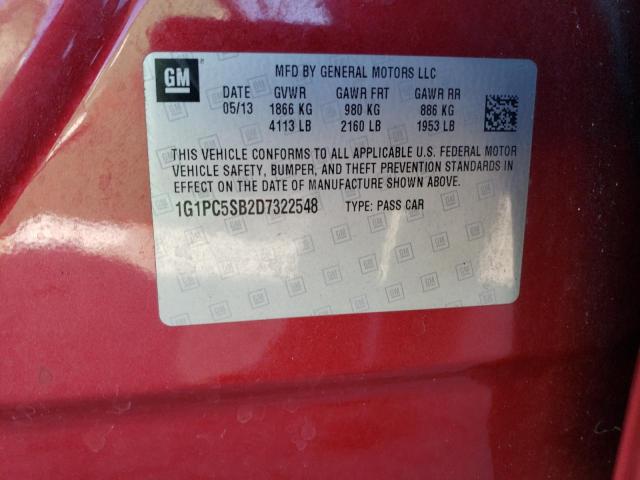 GM MFD BY GENERAL MOTORS LLC
DATE GVWR GAWR FRT GAWR RR
05/13 1866 KG 980 KG 886 KG
4113 LB 2160 LB 1953 LB
THIS VEHICLE CONFORMS TO ALL APPLICABLE U.S. FEDERAL MOTOR
VEHICLE SAFETY, BUMPER, AND THEFT PREVENTION STANDARDS IN
EFFECT ON THE DATE OF MANUFACTURE SHOWN ABOVE.
1G1PC5SB2D7322548 TYPE: PASS CAR